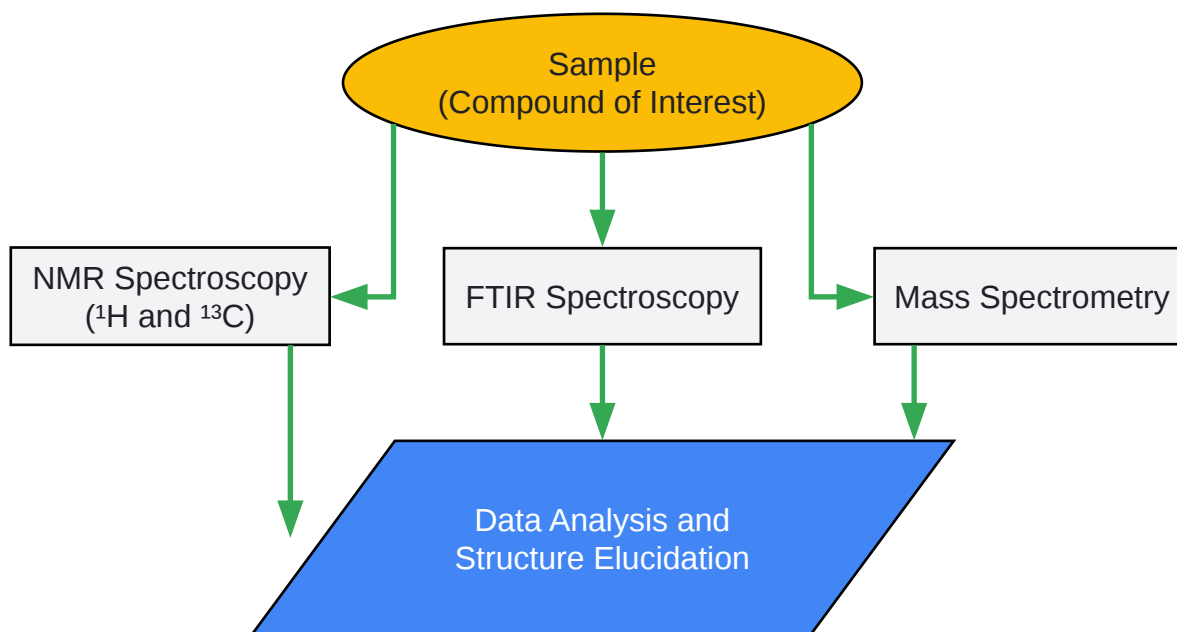 Sample
(Compound of Interest)
NMR Spectroscopy
(¹H and ¹³C)
FTIR Spectroscopy
Mass Spectrometry
Data Analysis and
Structure Elucidation